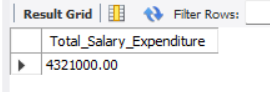 Result Grid Filter Rows:
Total_Salary_Expenditure
4321000.00